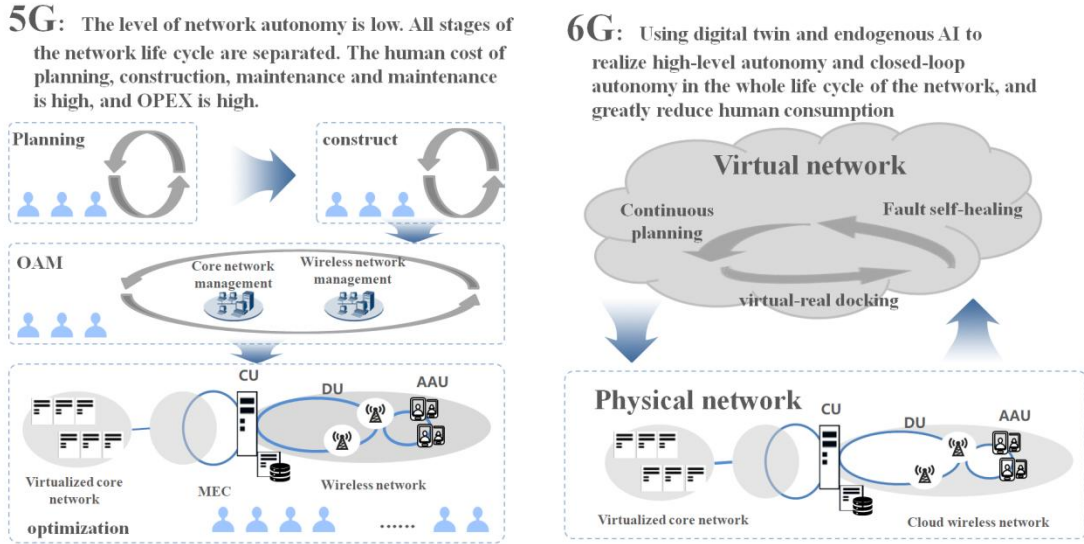 5G: The level of network autonomy is low. All stages of
the network life cycle are separated. The human cost of
planning, construction, maintenance and maintenance
is high, and OPEX is high.
Planning
construct
OAM
Core network
management
Wireless network
management
CU
DU
AAU
Virtualized core
network
MEC
Wireless network
optimization
......
6G: Using digital twin and endogenous AI to
realize high-level autonomy and closed-loop
autonomy in the whole life cycle of the network, and
greatly reduce human consumption
Virtual network
Continuous
planning
Fault self-healing
virtual-real docking
Physical network
CU
DU
AAU
Virtualized core network
Cloud wireless network